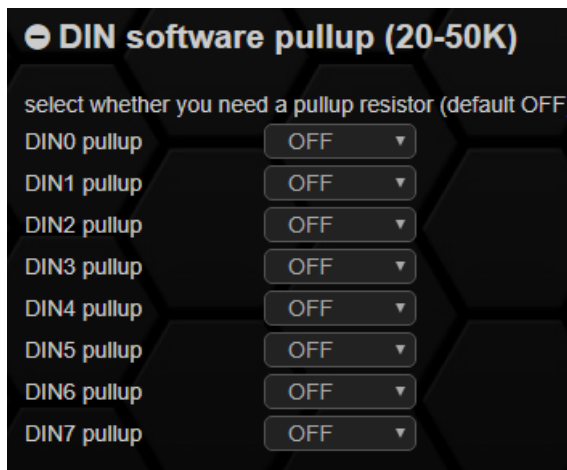 DIN software pullup (20-50K)
select whether you need a pullup resistor (default OFF
DIN0 pullup OFF
DIN1 pullup OFF
DIN2 pullup OFF
DIN3 pullup OFF
DIN4 pullup OFF
DIN5 pullup OFF
DIN6 pullup OFF
DIN7 pullup OFF